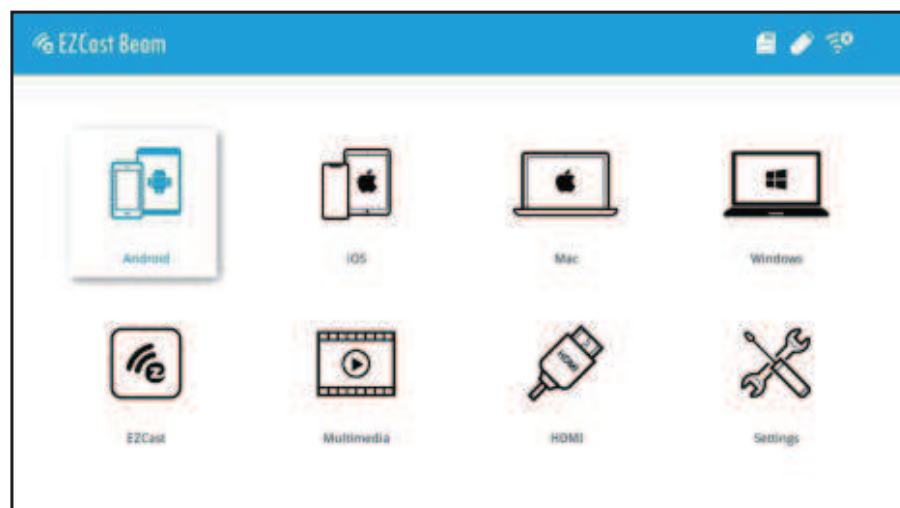 EZCast Beam
Android
iOS
Mac
Windows
EZCast
Multimedia
HDMI
Settings